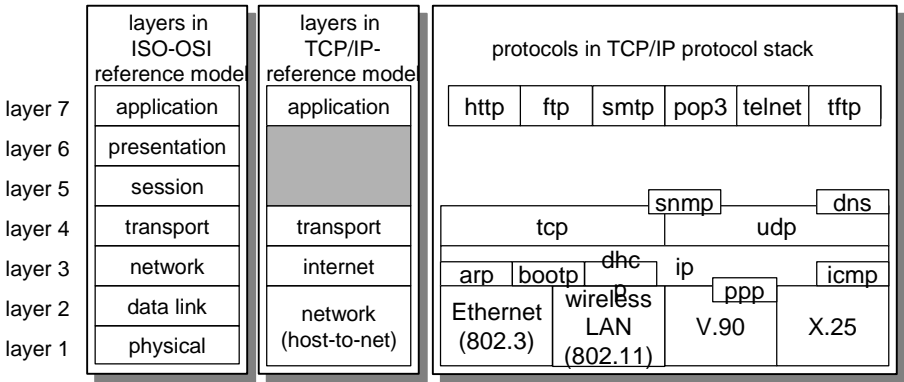 layers in
ISO-OSI
reference model
layers in
TCP/IP-
reference model
protocols in TCP/IP protocol stack
layer 7
application
application
http
ftp
smtp
pop3
telnet
tftp
layer 6
presentation
layer 5
session
snmp
dns
layer 4
transport
transport
tcp
udp
layer 3
network
internet
arp
bootp
dhc
p
ip
icmp
ppp
layer 2
data link
layer 1
physical
network
(host-to-net)
Ethernet
(802.3)
wireless
LAN
(802.11)
V.90
X.25